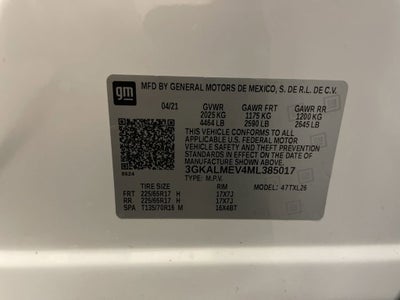 gm
MFD BY GENERAL MOTORS DE MEXICO, S. DE R.L. DE C.V.
04/21 GVWR GAWR FRT GAWR RR
2025 KG 1175 KG 1200 KG
4464 LB 2590 LB 2645 LB
THIS VEHICLE CONFORMS TO ALL
APPLICABLE U.S. FEDERAL MOTOR
VEHICLE SAFETY AND THEFT PREVENTION
STANDARDS IN EFFECT ON THE DATE OF
MANUFACTURE SHOWN ABOVE.
3GKALMEV4ML385017
TYPE: M.P.V. MODEL: 47TXL26
TIRE SIZE RIM
FRT 225/65R17 H 17X7J
RR 225/65R17 H 17X7J
SPA T135/70R16 M 16X4BT